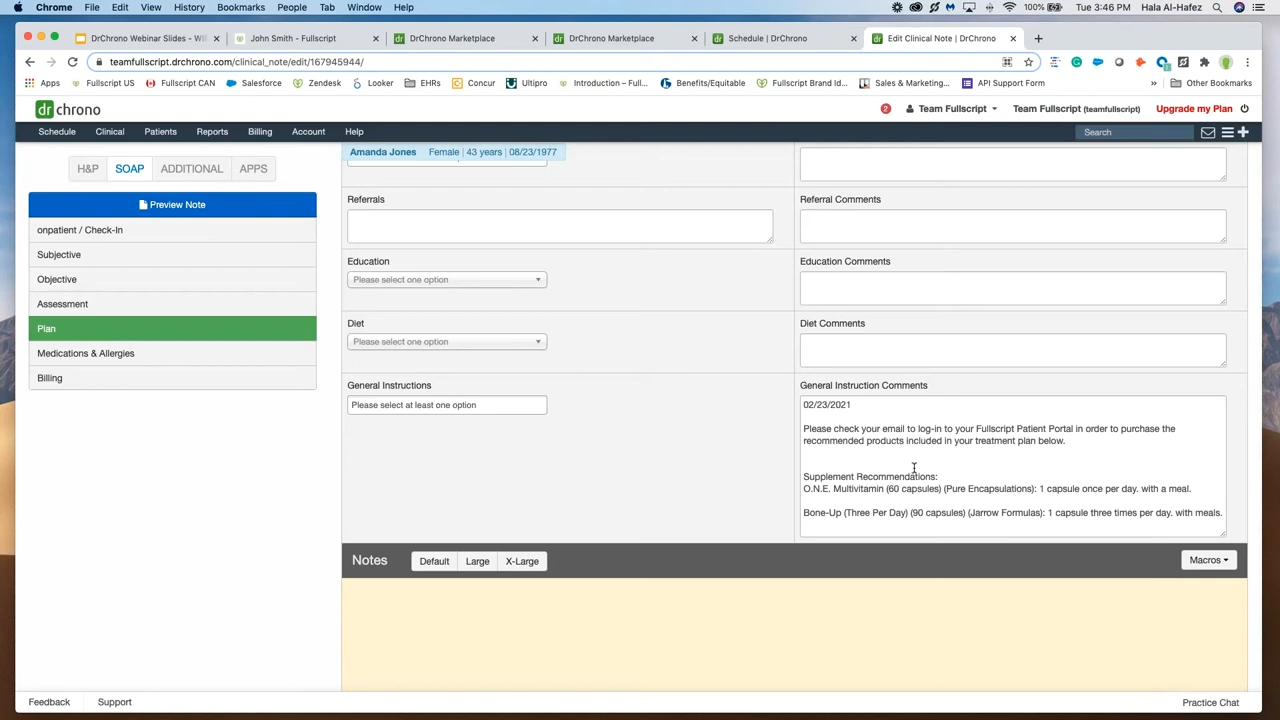 Chrome File Edit View History Bookmarks People Tab Window Help
100% Tue 3:46 PM Hala Al-Hafez
DrChrono Webinar Slides - WI
John Smith - Fullscript
DrChrono Marketplace
DrChrono Marketplace
Schedule | DrChrono
Edit Clinical Note | DrChrono
teamfullscript.drchrono.com/clinical_note/edit/167945944/
Apps Fullscript US Fullscript CAN Salesforce Zendesk Looker EHRs Concur Ultipro Introduction – Full... Benefits/Equitable Fullscript Brand Id... Sales & Marketing... API Support Form » Other Bookmarks
dr chrono
2 Team Fullscript Team Fullscript (teamfullscript) Upgrade my Plan
Schedule Clinical Patients Reports Billing Account Help Search
Amanda Jones Female | 43 years | 08/23/1977
H&P SOAP ADDITIONAL APPS
Preview Note
onpatient / Check-In
Subjective
Objective
Assessment
Plan
Medications & Allergies
Billing
Referrals
Referral Comments
Education
Education Comments
Please select one option
Diet
Diet Comments
Please select one option
General Instructions
General Instruction Comments
Please select at least one option
02/23/2021
Please check your email to log-in to your Fullscript Patient Portal in order to purchase the
recommended products included in your treatment plan below.
Supplement Recommendations:
O.N.E. Multivitamin (60 capsules) (Pure Encapsulations): 1 capsule once per day. with a meal.
Bone-Up (Three Per Day) (90 capsules) (Jarrow Formulas): 1 capsule three times per day. with meals.
Notes Default Large X-Large Macros
Feedback Support Practice Chat